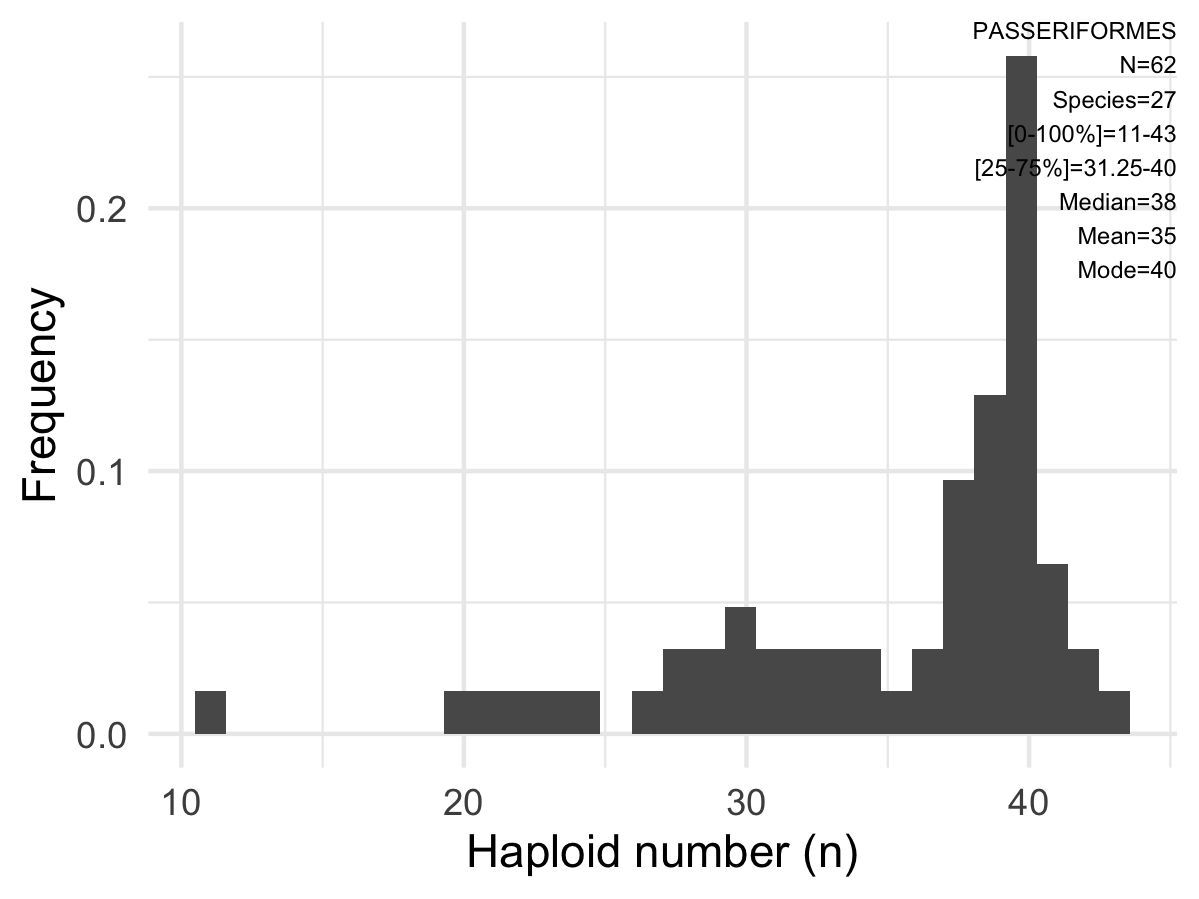 PASSERIFORMES
N=62
Species=27
[0-100%]=11-43
[25-75%]=31.25-40
Median=38
Mean=35
Mode=40
Frequency
0.2
0.1
0.0
10 20 30 40
Haploid number (n)